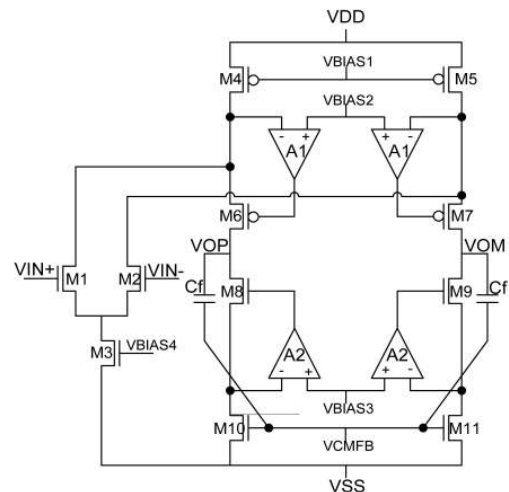 VDD
M4
VBIAS1
M5
VBIAS2
- + + -
A1 A1
M6 M7
VOP VOM
VIN+ M1 M2 VIN-
Cf M8 M9 Cf
M3 VBIAS4
A2 A2
- + + -
VBIAS3
M10 M11
VCMFB
VSS